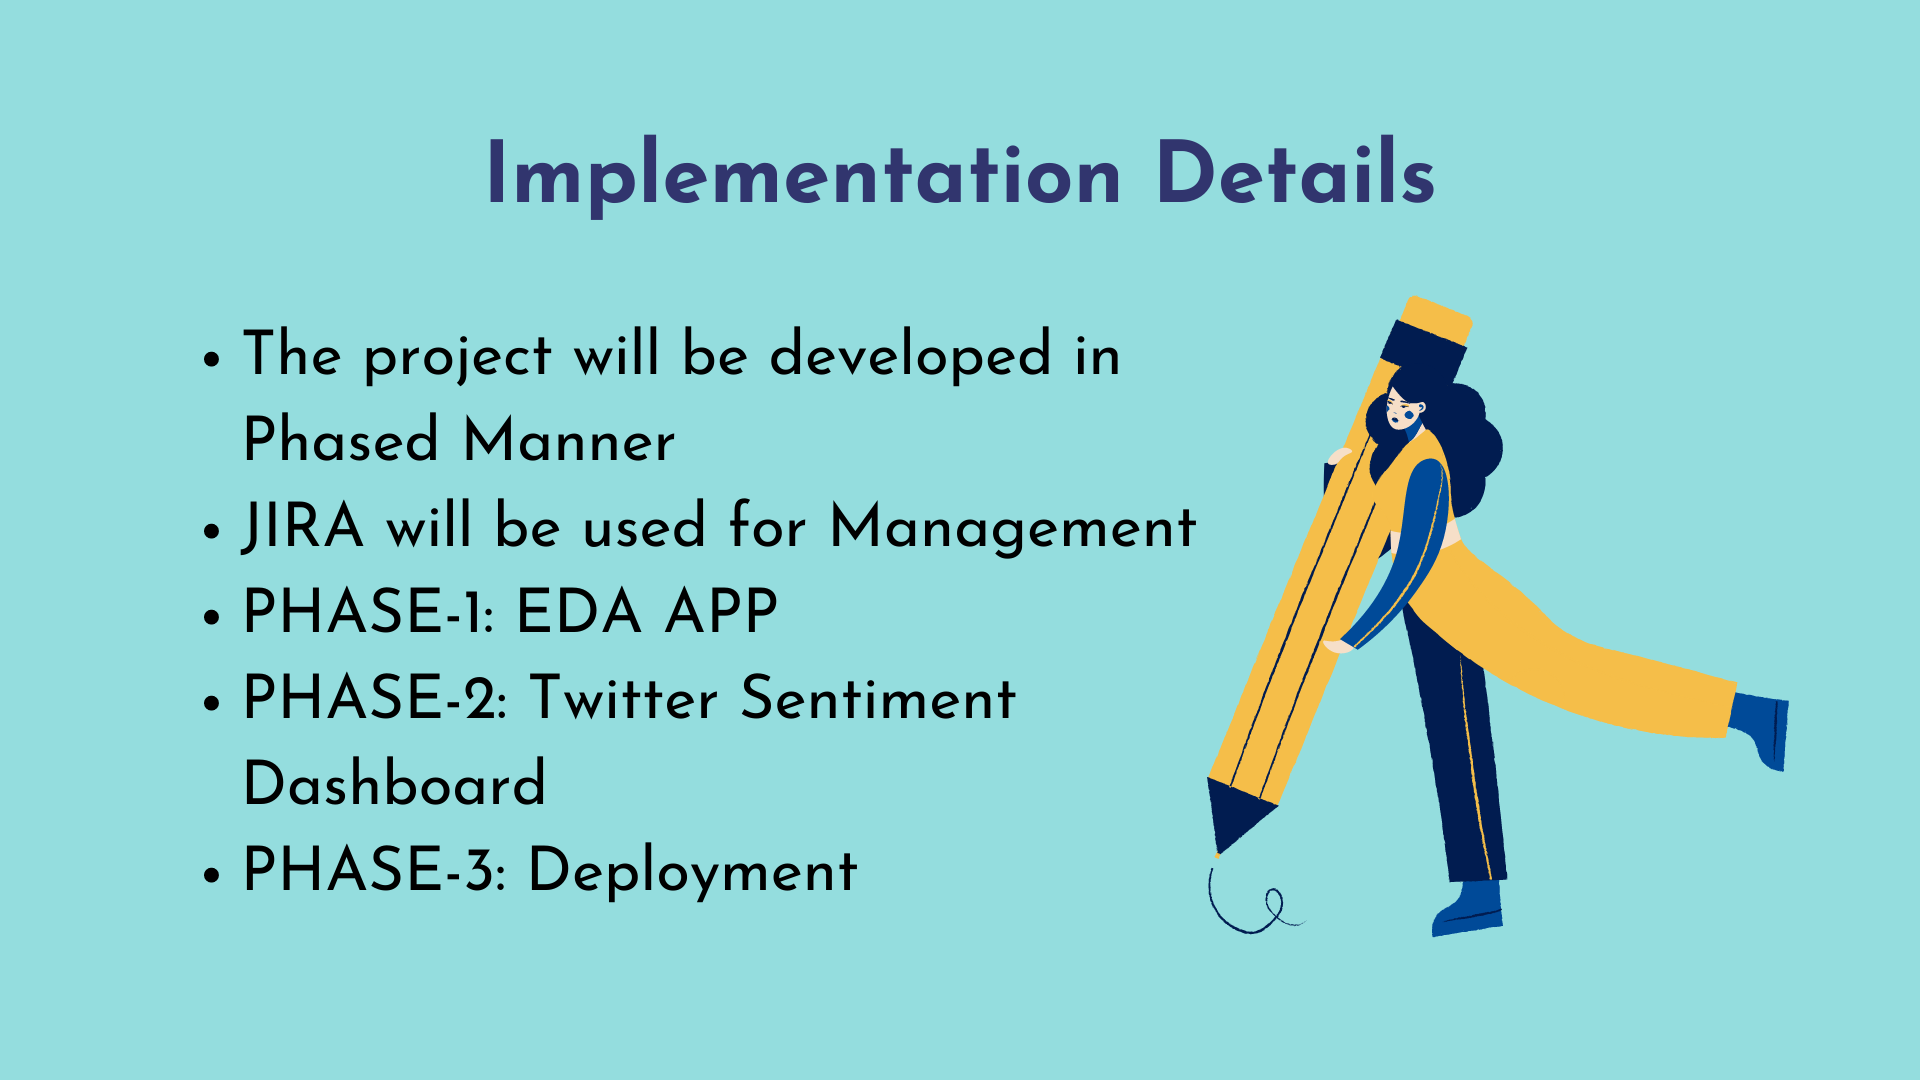 Implementation Details
• The project will be developed in
Phased Manner
• JIRA will be used for Management
• PHASE-1: EDA APP
• PHASE-2: Twitter Sentiment
Dashboard
• PHASE-3: Deployment